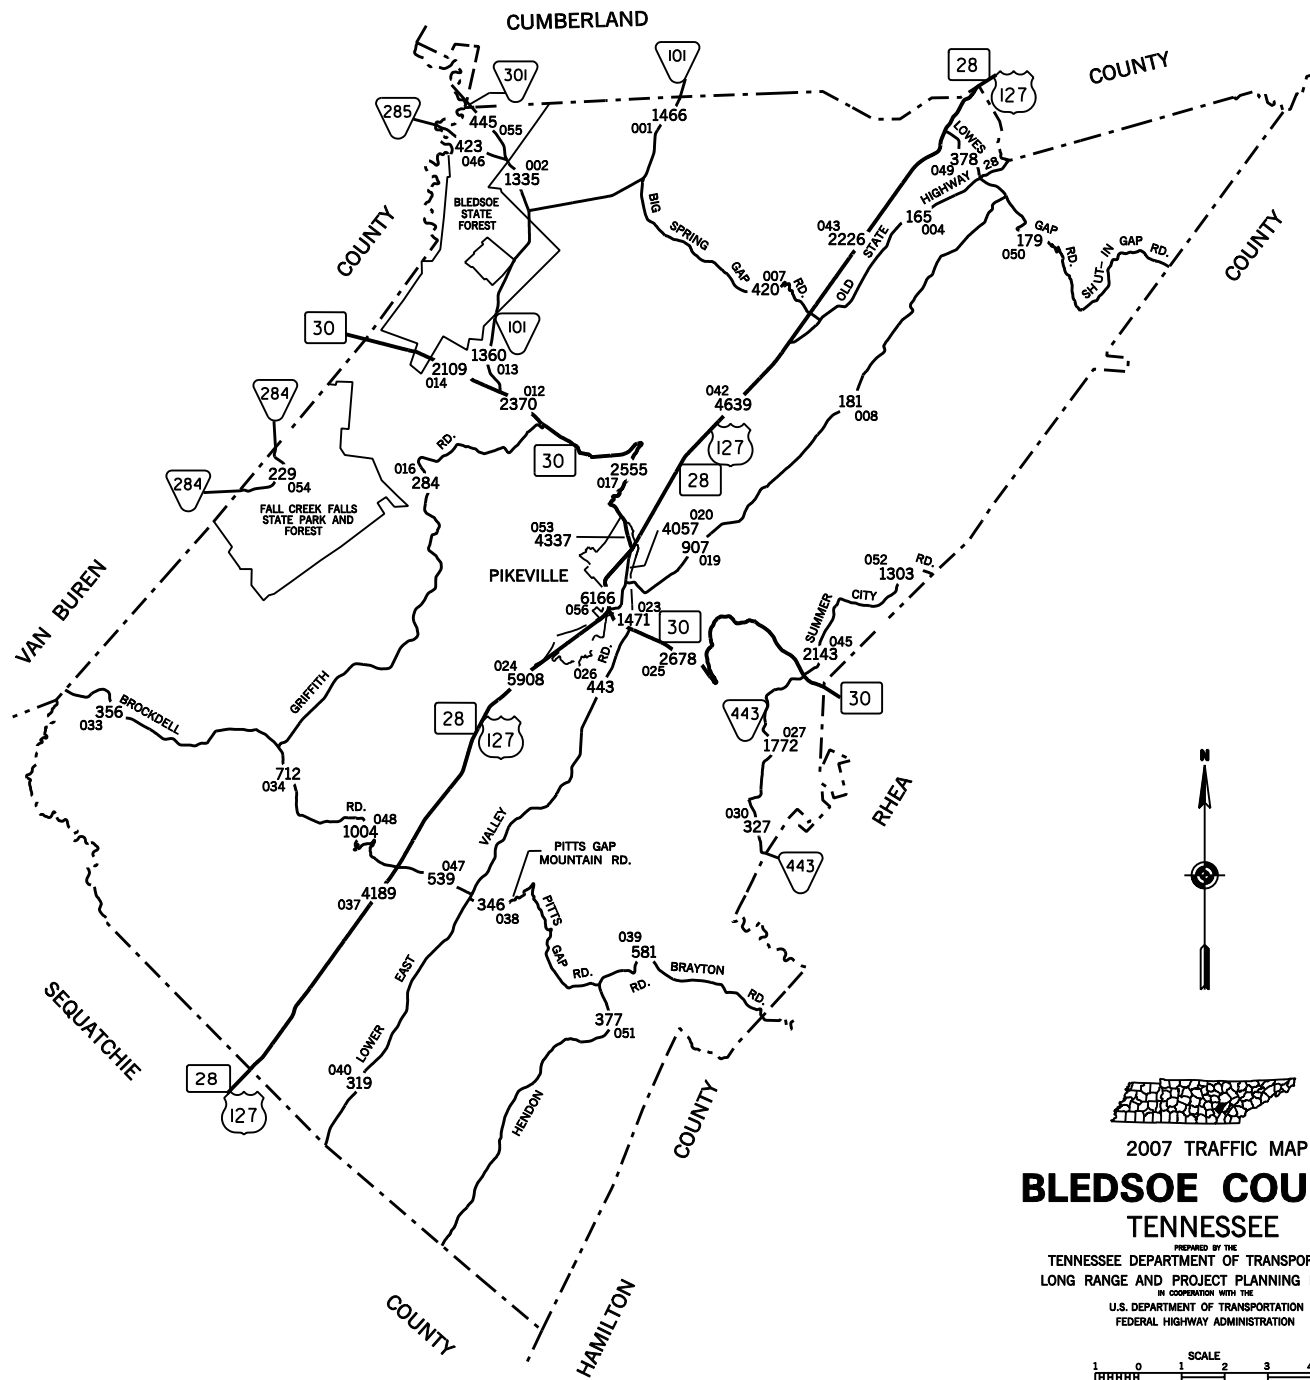 CUMBERLAND
COUNTY
301
101
28
127
285
445
055
001
1466
423
046
002
1335
LOWES
049
378
HIGHWAY 28
BLEDSOE
STATE
FOREST
COUNTY
BIG SPRING GAP RD.
007
420
043
2226
OLD STATE
165
004
GAP RD.
179
050
SHUT-IN GAP RD.
COUNTY
30
101
1360
013
2109
014
012
2370
284
042
4639
181
008
127
28
RD.
30
016
284
2555
017
229
054
284
FALL CREEK FALLS
STATE PARK AND
FOREST
053
4337
020
4057
907
019
PIKEVILLE
VAN BUREN
6166
056
023
1471
30
2678
025
052
1303
RD.
SUMMER CITY
045
2143
30
024
5908
026
RD.
443
GRIFFITH
BROCKDELL
356
033
28
127
443
027
1772
712
034
RD.
048
1004
VALLEY
030
327
RHEA
443
PITTS GAP
MOUNTAIN RD.
047
539
4189
037
346
038
PITTS GAP RD.
039
581
BRAYTON
RD.
RD.
EAST
377
051
SEQUATCHIE
LOWER
040
319
28
127
HENDON
COUNTY
COUNTY
HAMILTON
N
2007 TRAFFIC MAP
BLEDSOE COU
TENNESSEE
PREPARED BY THE
TENNESSEE DEPARTMENT OF TRANSPOR
LONG RANGE AND PROJECT PLANNING
IN COOPERATION WITH THE
U.S. DEPARTMENT OF TRANSPORTATION
FEDERAL HIGHWAY ADMINISTRATION
SCALE
1 0 1 2 3 4